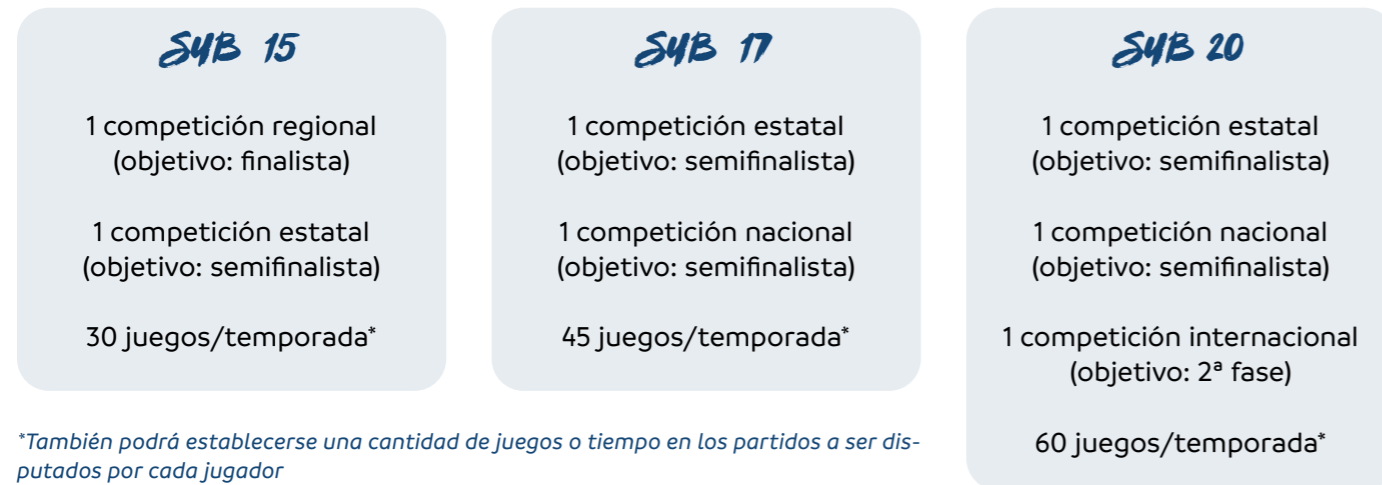 SUB 15
1 competición regional
(objetivo: finalista)
1 competición estatal
(objetivo: semifinalista)
30 juegos/temporada*
SUB 17
1 competición estatal
(objetivo: semifinalista)
1 competición nacional
(objetivo: semifinalista)
45 juegos/temporada*
SUB 20
1 competición estatal
(objetivo: semifinalista)
1 competición nacional
(objetivo: semifinalista)
1 competición internacional
(objetivo: 2ª fase)
60 juegos/temporada*
*También podrá establecerse una cantidad de juegos o tiempo en los partidos a ser dis-
putados por cada jugador